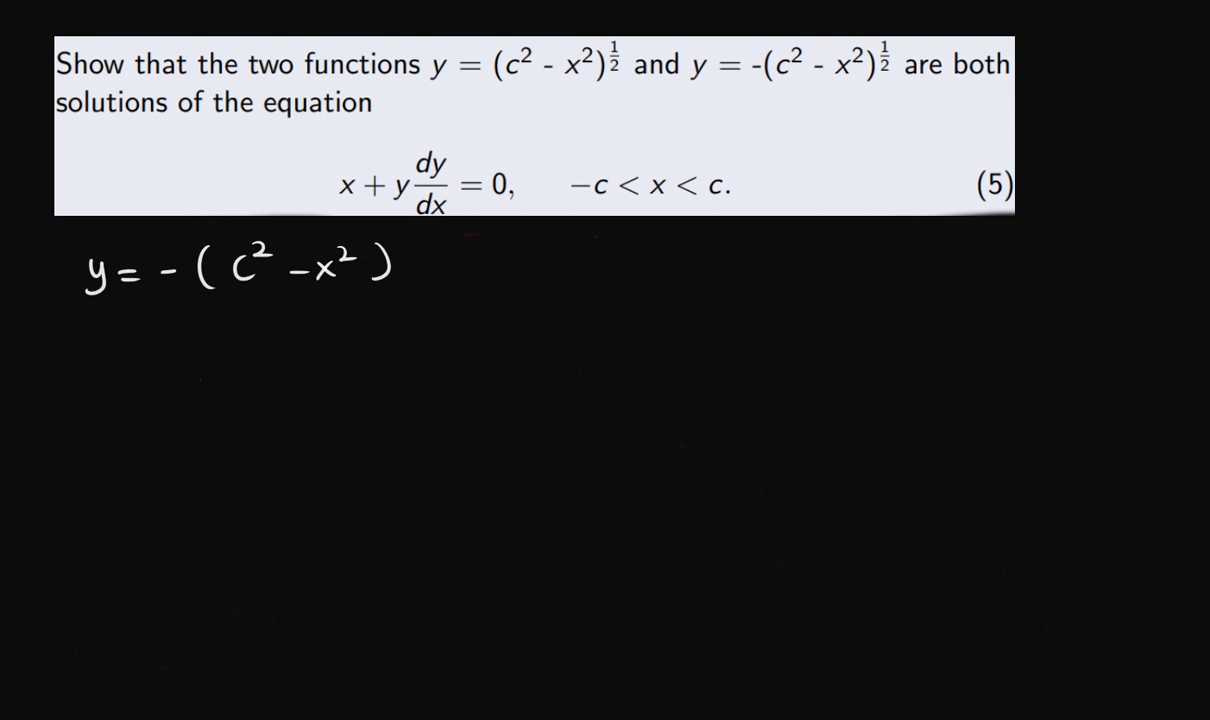 Show that the two functions y = (c² - x²)^½ and y = -(c² - x²)^½ are both
solutions of the equation
x + y dy/dx = 0, −c < x < c. (5)
y = - ( c² - x² )